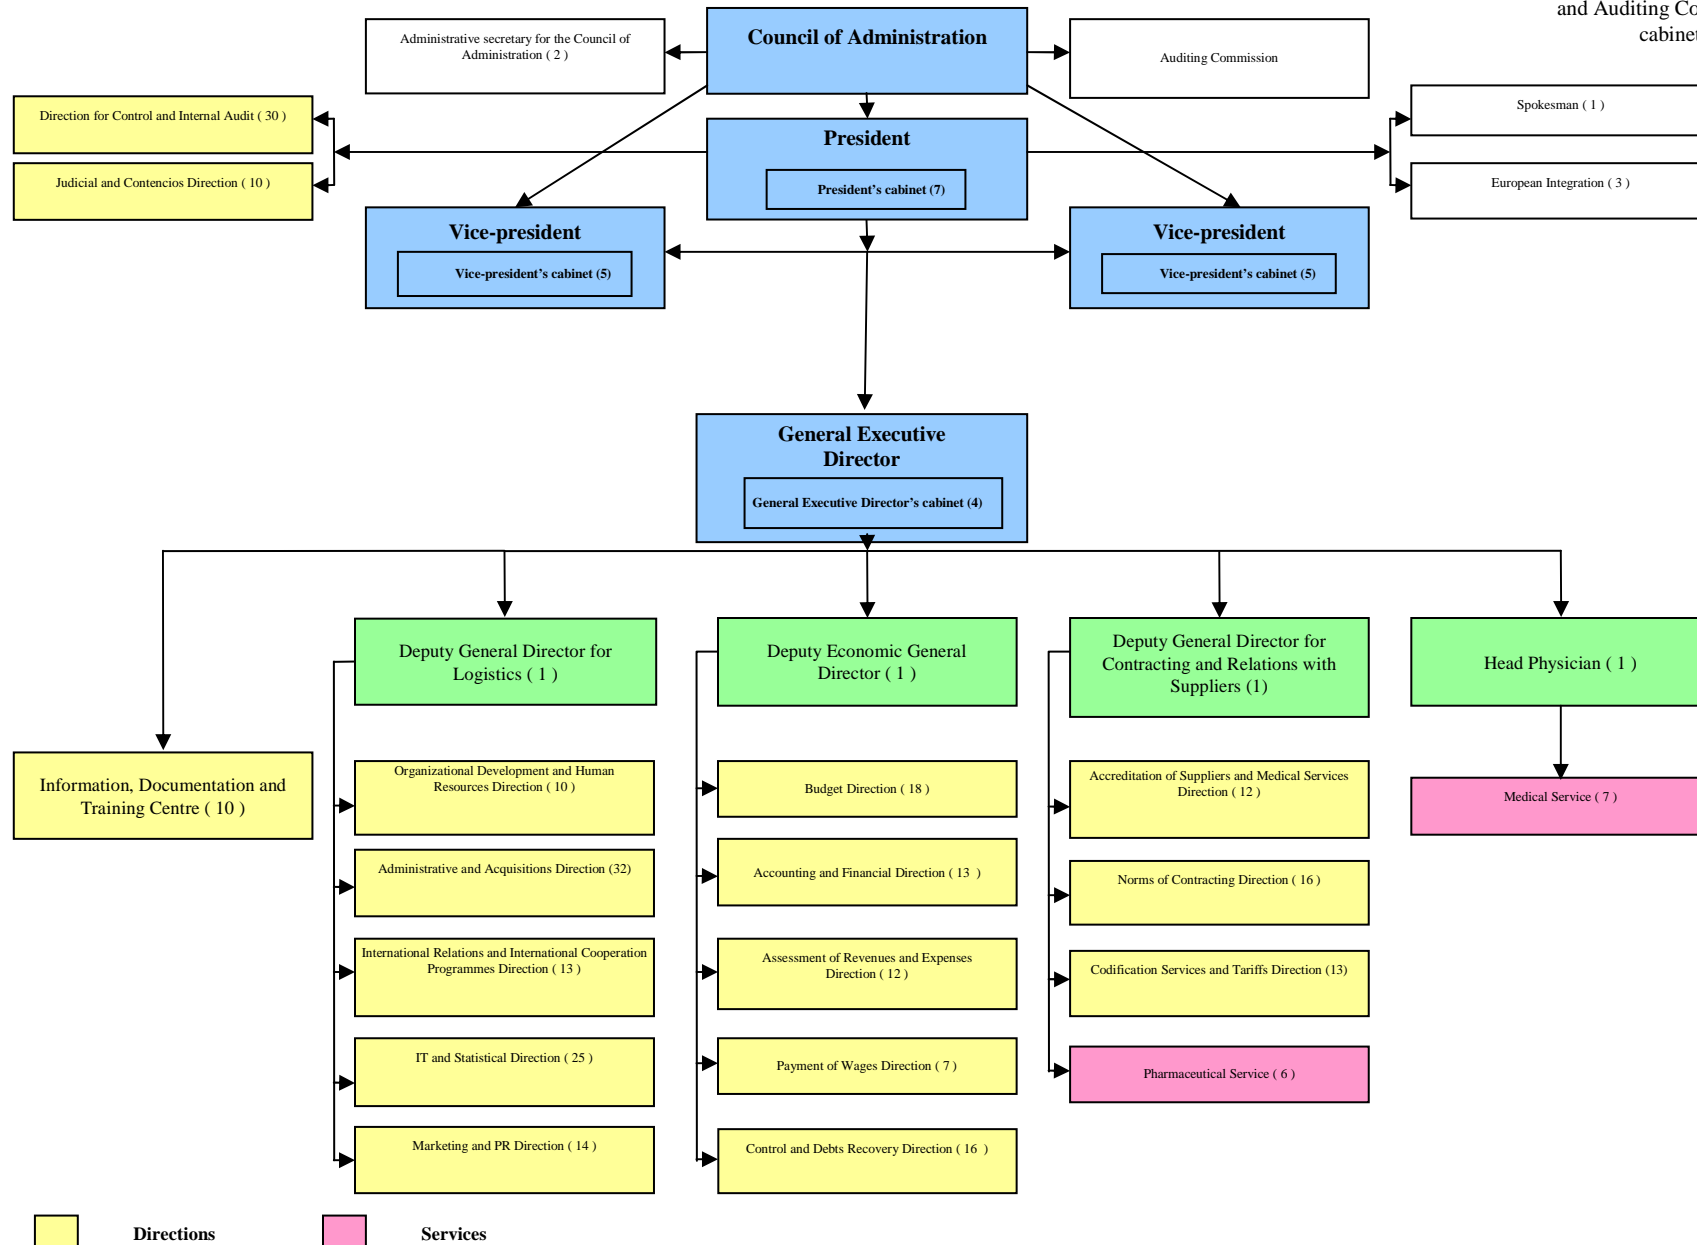 and Auditing Co
cabinet
Administrative secretary for the Council of
Administration ( 2 )
Council of Administration
Auditing Commission
Direction for Control and Internal Audit ( 30 )
Spokesman ( 1 )
President
President's cabinet (7)
Judicial and Contencios Direction ( 10 )
European Integration ( 3 )
Vice-president
Vice-president's cabinet (5)
Vice-president
Vice-president's cabinet (5)
General Executive
Director
General Executive Director's cabinet (4)
Deputy General Director for
Logistics ( 1 )
Deputy Economic General
Director ( 1 )
Deputy General Director for
Contracting and Relations with
Suppliers (1)
Head Physician ( 1 )
Information, Documentation and
Training Centre ( 10 )
Organizational Development and Human
Resources Direction ( 10 )
Budget Direction ( 18 )
Accreditation of Suppliers and Medical Services
Direction ( 12 )
Medical Service ( 7 )
Administrative and Acquisitions Direction (32)
Accounting and Financial Direction ( 13 )
Norms of Contracting Direction ( 16 )
International Relations and International Cooperation
Programmes Direction ( 13 )
Assessment of Revenues and Expenses
Direction ( 12 )
Codification Services and Tariffs Direction (13)
IT and Statistical Direction ( 25 )
Payment of Wages Direction ( 7 )
Pharmaceutical Service ( 6 )
Marketing and PR Direction ( 14 )
Control and Debts Recovery Direction ( 16 )
Directions
Services